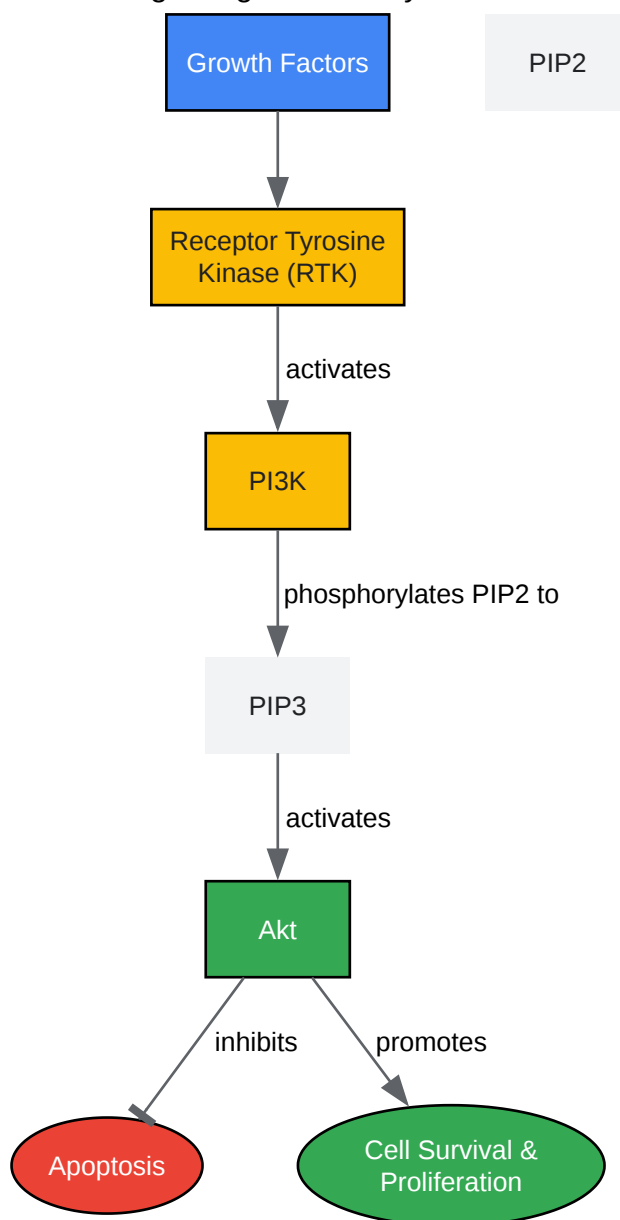 Growth Factors
PIP2
Receptor Tyrosine
Kinase (RTK)
activates
PI3K
phosphorylates PIP2 to
PIP3
activates
Akt
inhibits
promotes
Apoptosis
Cell Survival &
Proliferation